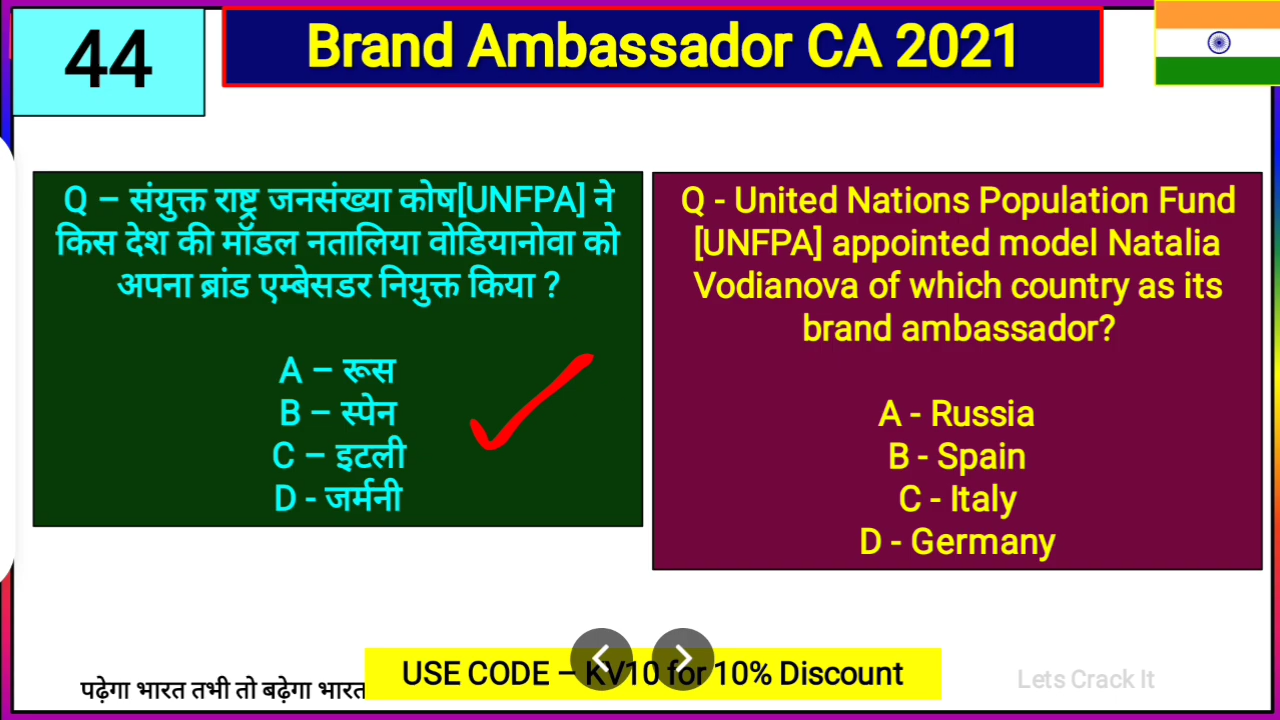 44
Brand Ambassador CA 2021
Q – संयुक्त राष्ट्र जनसंख्या कोष[UNFPA] ने
किस देश की मॉडल नतालिया वोडियानोवा को
अपना ब्रांड एम्बेसडर नियुक्त किया ?
A – रूस
B – स्पेन
C – इटली
D - जर्मनी
Q - United Nations Population Fund
[UNFPA] appointed model Natalia
Vodianova of which country as its
brand ambassador?
A - Russia
B - Spain
C - Italy
D - Germany
पढ़ेगा भारत तभी तो बढ़ेगा भारत
USE CODE – KV10 for 10% Discount
Lets Crack It